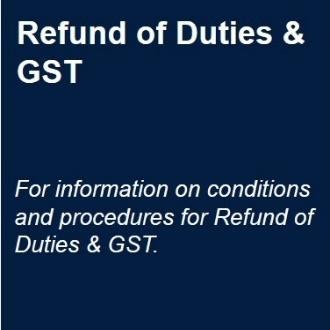 Refund of Duties &
GST
For information on conditions
and procedures for Refund of
Duties & GST.